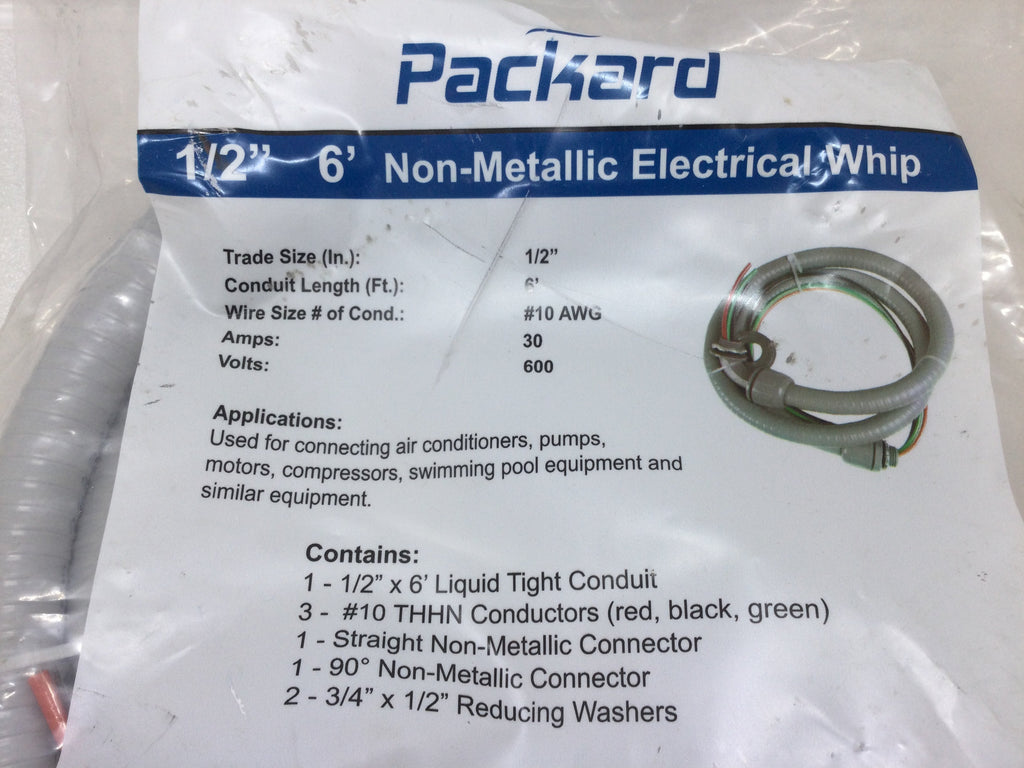 Packard
1/2” 6’ Non-Metallic Electrical Whip
Trade Size (In.): 1/2”
Conduit Length (Ft.): 6’
Wire Size # of Cond.: #10 AWG
Amps: 30
Volts: 600
Applications:
Used for connecting air conditioners, pumps,
motors, compressors, swimming pool equipment and
similar equipment.
Contains:
1 - 1/2” x 6’ Liquid Tight Conduit
3 - #10 THHN Conductors (red, black, green)
1 - Straight Non-Metallic Connector
1 - 90° Non-Metallic Connector
2 - 3/4” x 1/2” Reducing Washers